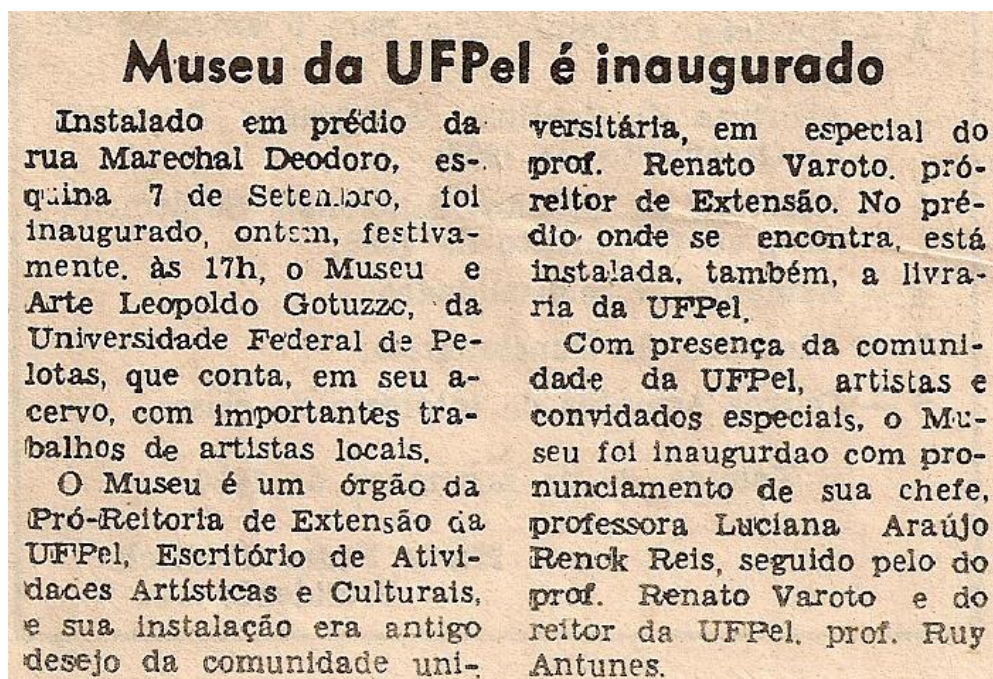 Museu da UFPel é inaugurado
Instalado em prédio da
rua Marechal Deodoro, es-
quina 7 de Setembro, foi
inaugurado, ontem, festiva-
mente, às 17h, o Museu e
Arte Leopoldo Gotuzzo, da
Universidade Federal de Pe-
lotas, que conta, em seu a-
cervo, com importantes tra-
balhos de artistas locais.
O Museu é um órgão da
Pró-Reitoria de Extensão da
UFPel, Escritório de Ativi-
dades Artísticas e Culturais,
e sua instalação era antigo
desejo da comunidade uni-
versitária, em especial do
prof. Renato Varoto, pró-
reitor de Extensão. No pré-
dio onde se encontra, está
instalada, também, a livra-
ria da UFPel.
Com presença da comuni-
dade da UFPel, artistas e
convidados especiais, o Mu-
seu foi inaugurdao com pro-
nunciamento de sua chefe,
professora Luciana Araújo
Renck Reis, seguido pelo do
prof. Renato Varoto e do
reitor da UFPel, prof. Ruy
Antunes.